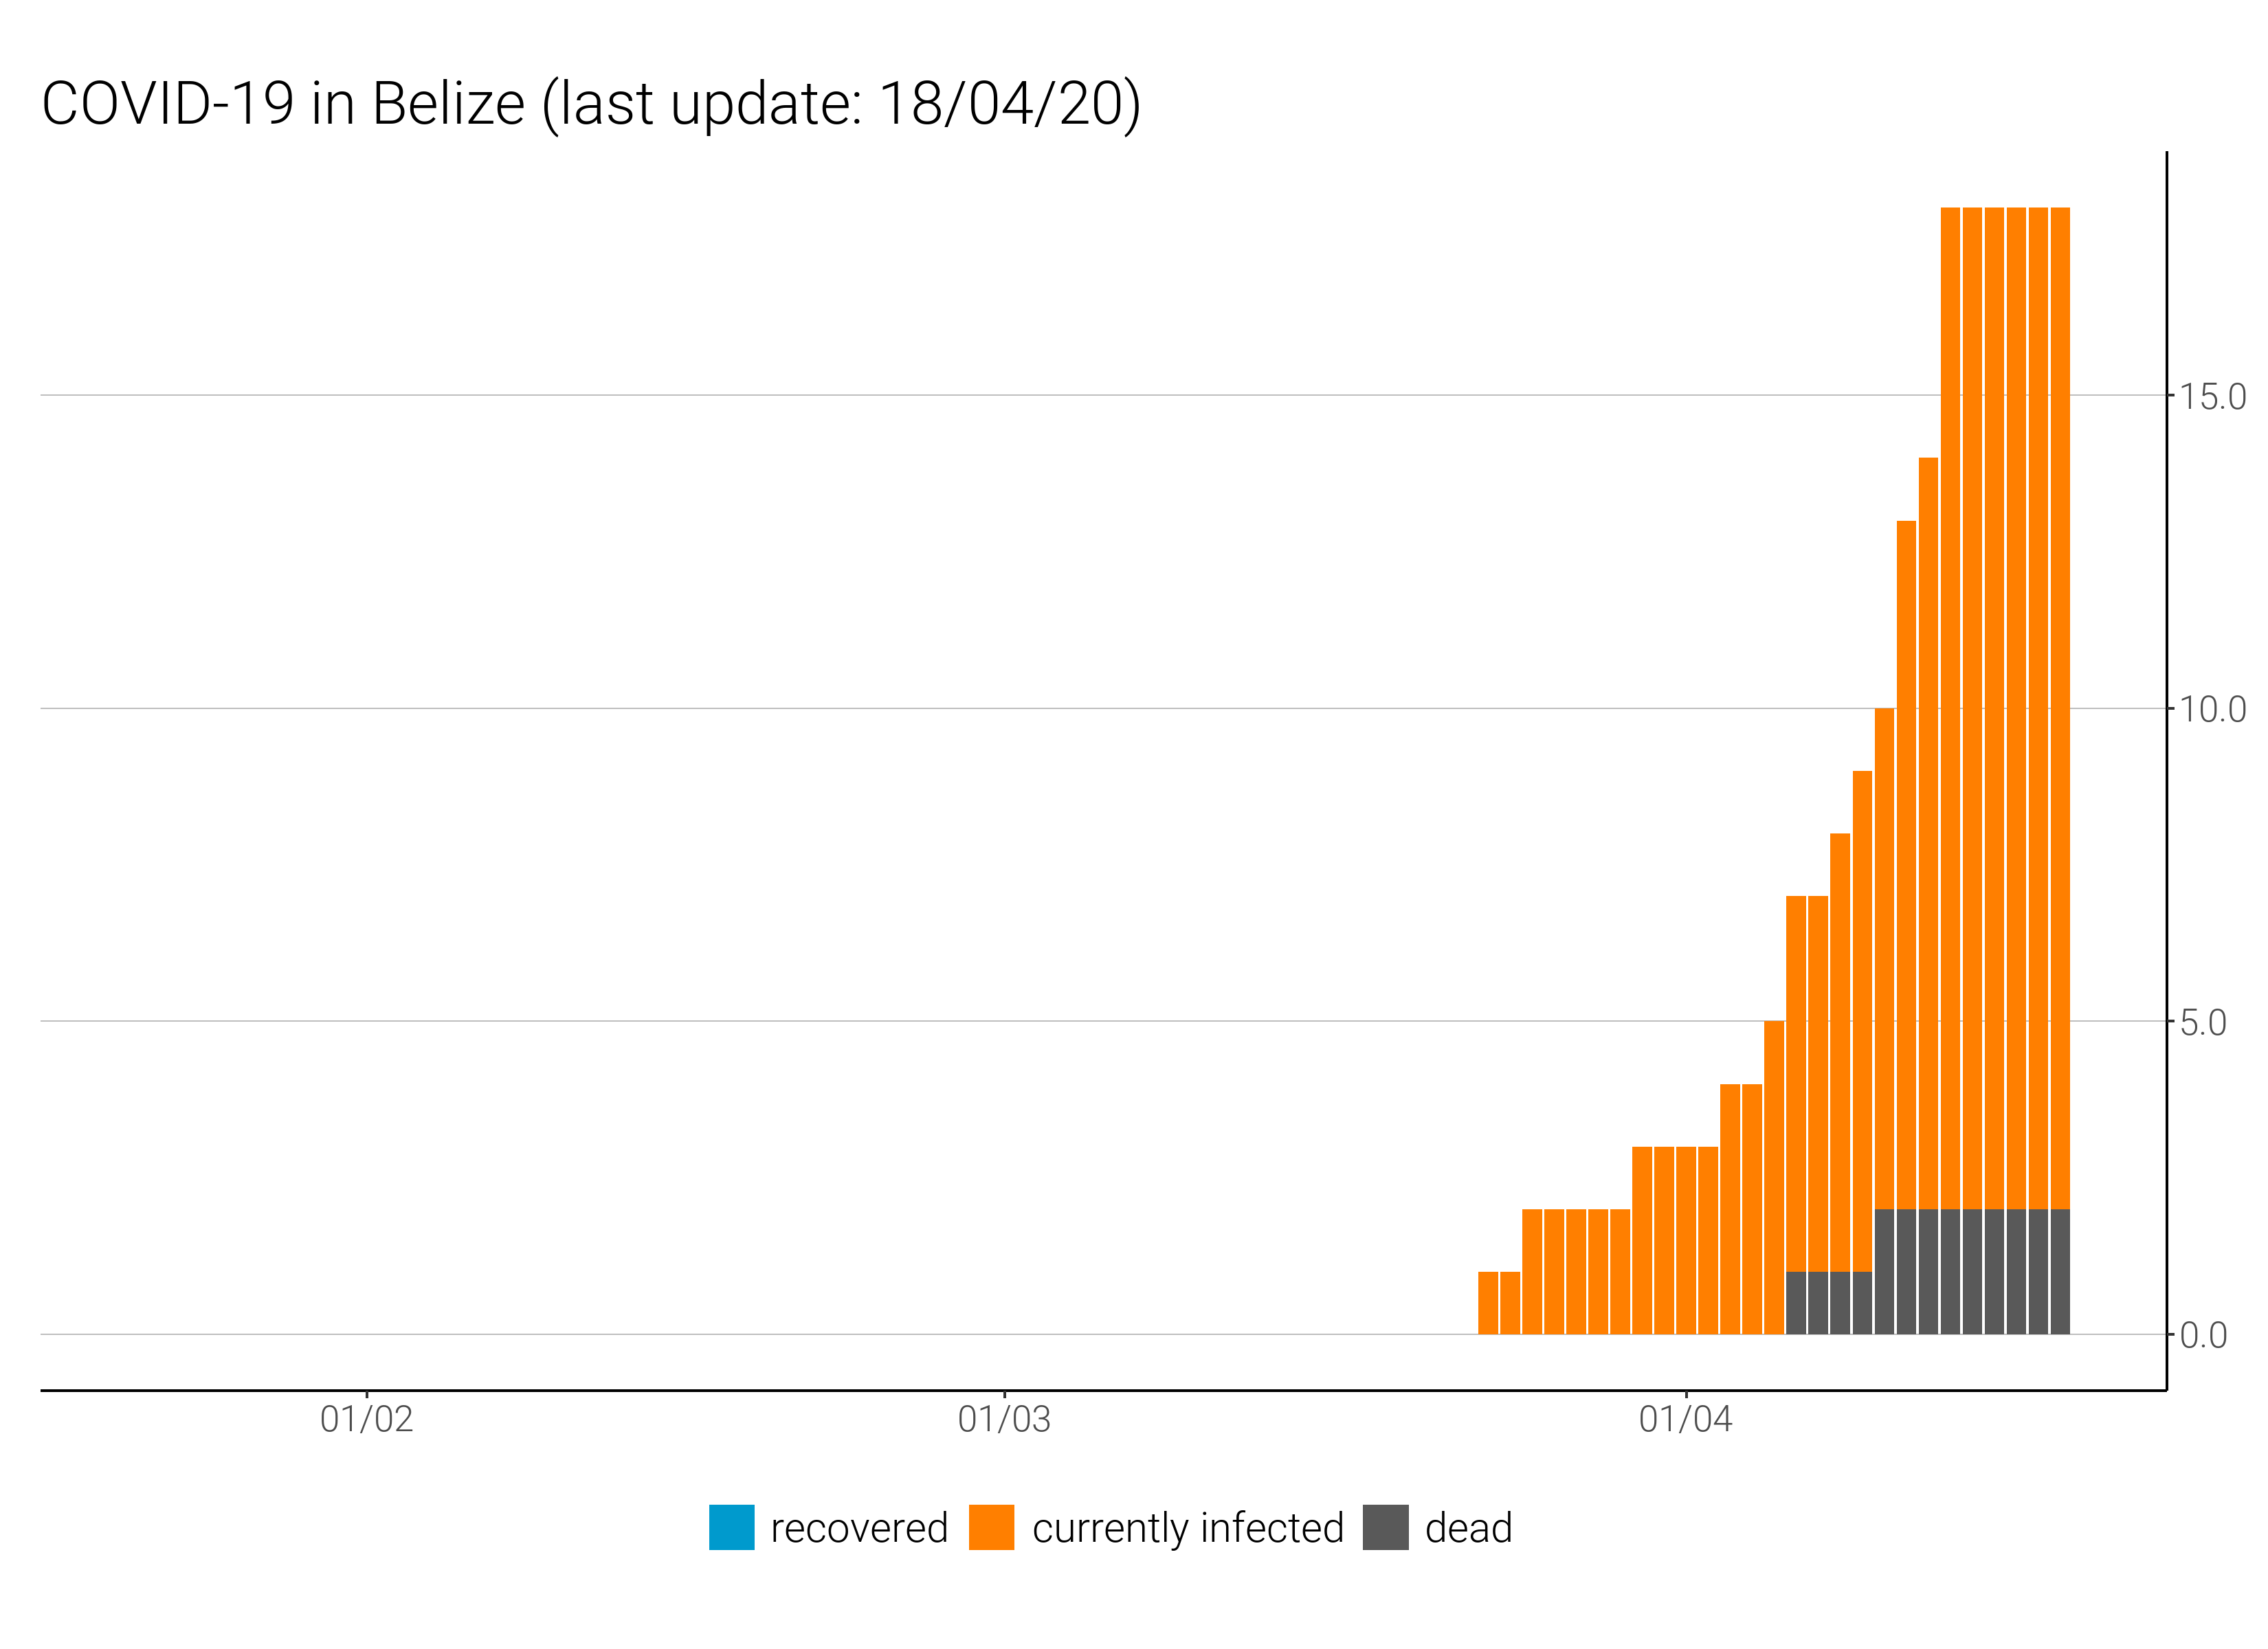 COVID-19 in Belize (last update: 18/04/20)
15.0
10.0
5.0
0.0
01/02 01/03 01/04
recovered currently infected dead